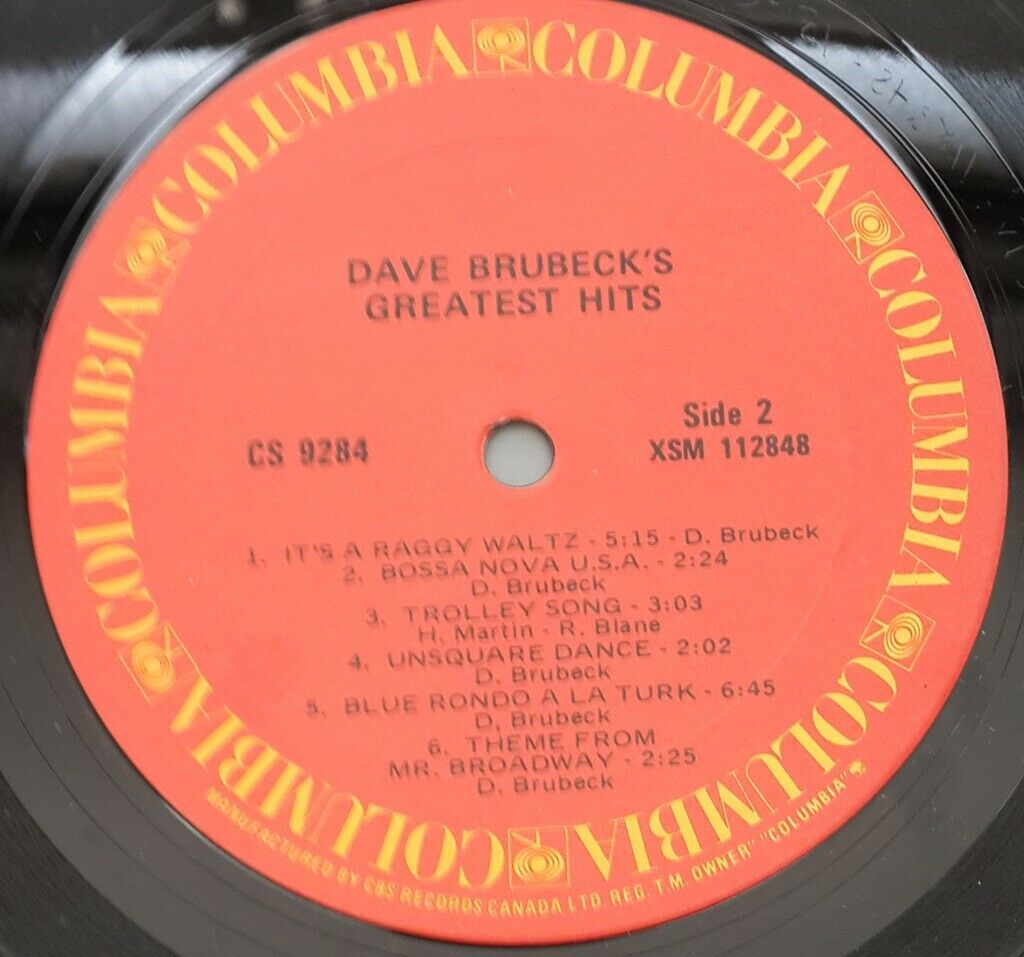 COLUMBIA COLUMBIA COLUMBIA COLUMBIA COLUMBIA COLUMBIA
DAVE BRUBECK'S
GREATEST HITS
CS 9284
Side 2
XSM 112848
1. IT'S A RAGGY WALTZ - 5:15 - D. Brubeck
2. BOSSA NOVA U.S.A. - 2:24
D. Brubeck
3. TROLLEY SONG - 3:03
H. Martin - R. Blane
4. UNSQUARE DANCE - 2:02
D. Brubeck
5. BLUE RONDO A LA TURK - 6:45
D. Brubeck
6. THEME FROM
MR. BROADWAY - 2:25
D. Brubeck
MANUFACTURED BY CBS RECORDS CANADA LTD. REG. T.M. OWNER" "COLUMBIA",